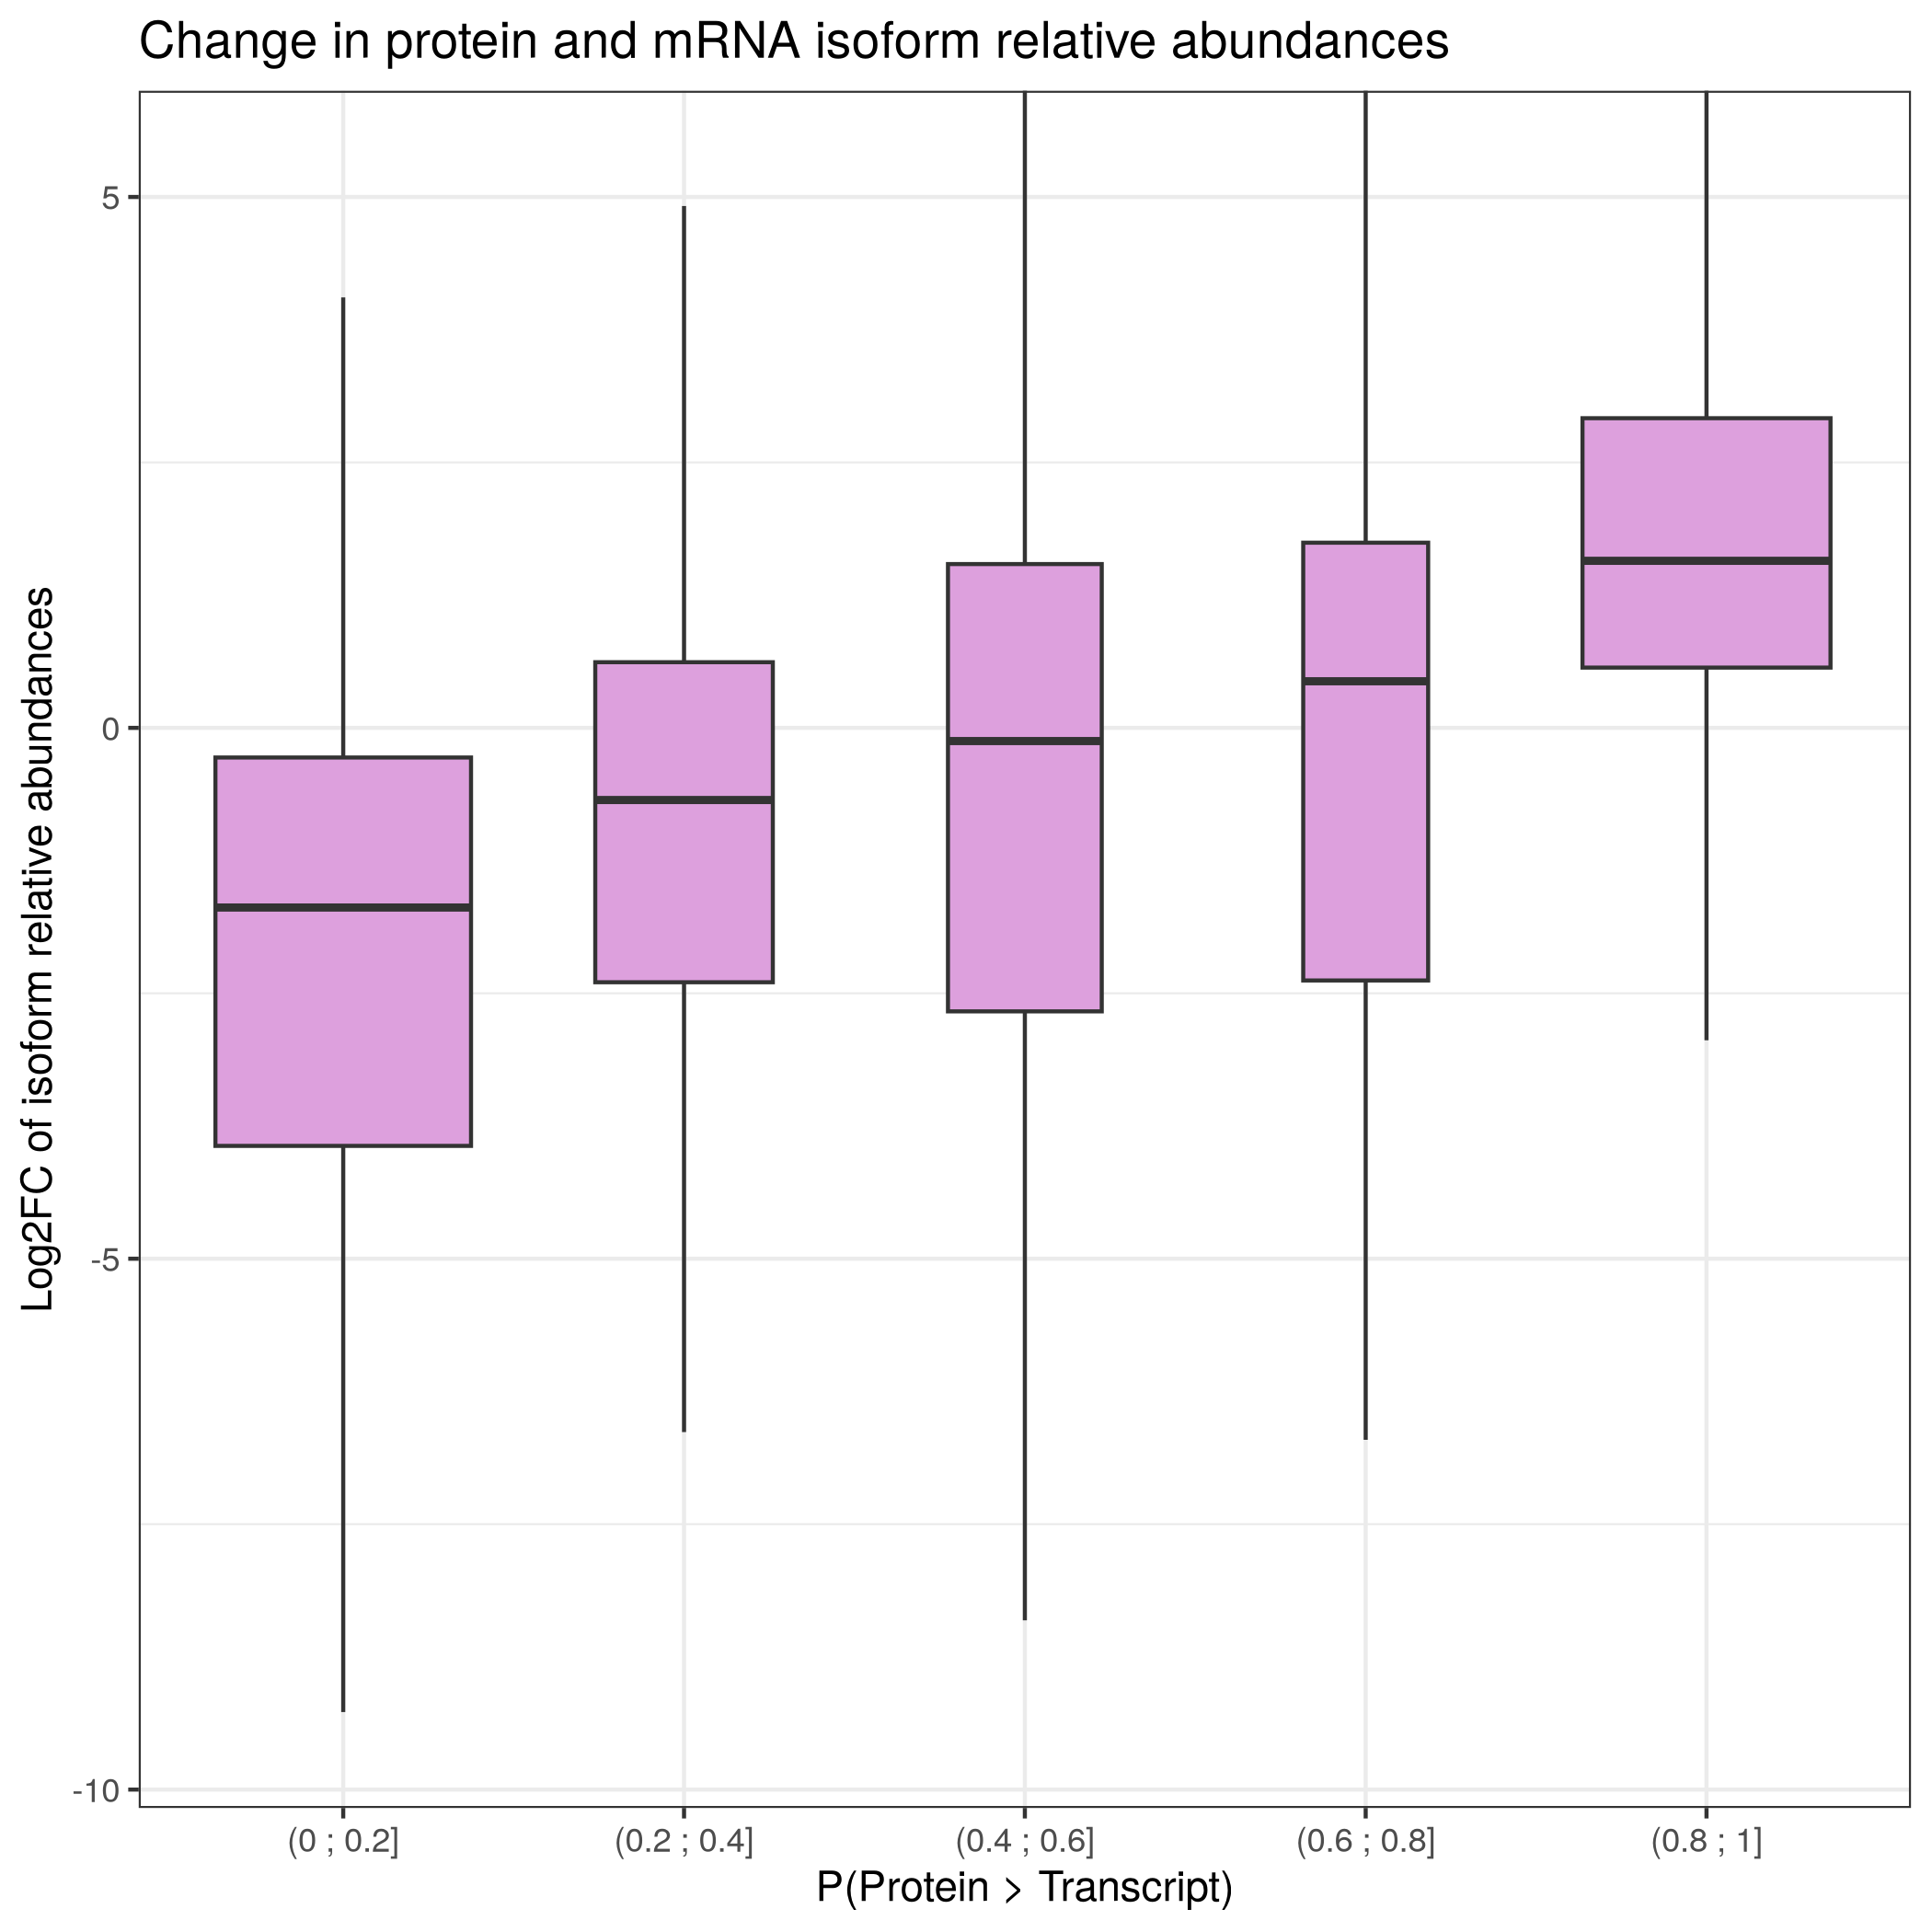 Change in protein and mRNA isoform relative abundances
Log2FC of isoform relative abundances
5
0
-5
-10
(0 ; 0.2]
(0.2 ; 0.4]
(0.4 ; 0.6]
(0.6 ; 0.8]
(0.8 ; 1]
P(Protein > Transcript)